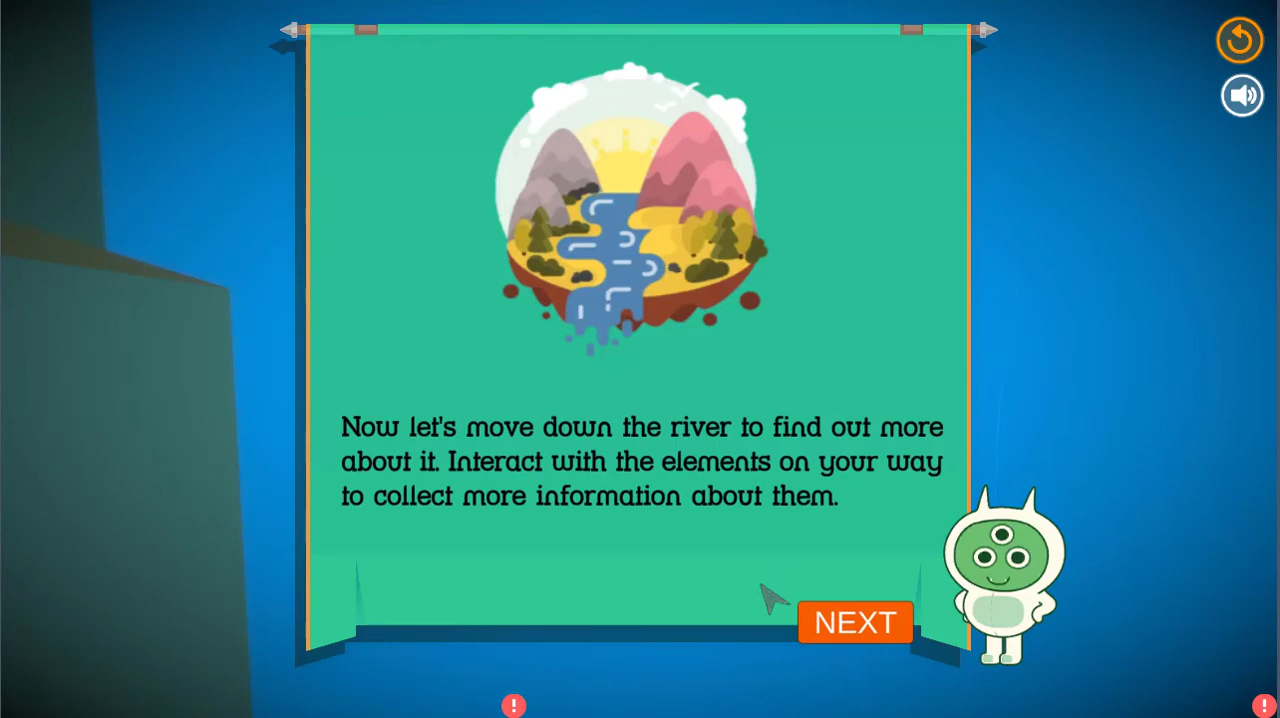 Now let's move down the river to find out more
about it. Interact with the elements on your way
to collect more information about them.
NEXT